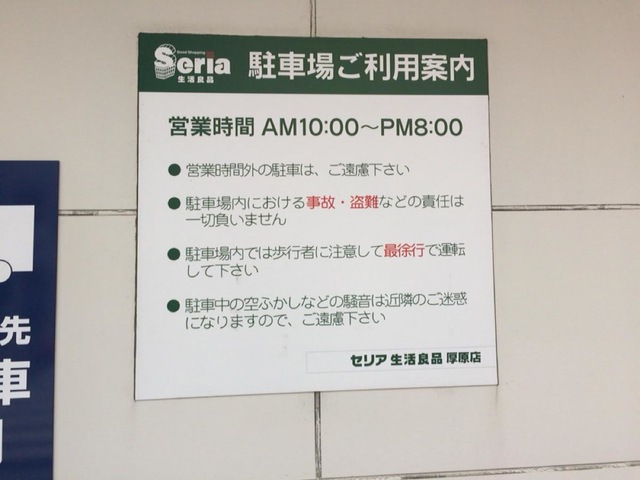 Good Shopping
Seria
生活良品
駐車場ご利用案内
営業時間 AM10:00～PM8:00
● 営業時間外の駐車は、ご遠慮下さい
● 駐車場内における事故・盗難などの責任は
一切負いません
● 駐車場内では歩行者に注意して最徐行で運転
して下さい
● 駐車中の空ふかしなどの騒音は近隣のご迷惑
になりますので、ご遠慮下さい
セリア 生活良品 厚原店
先
車